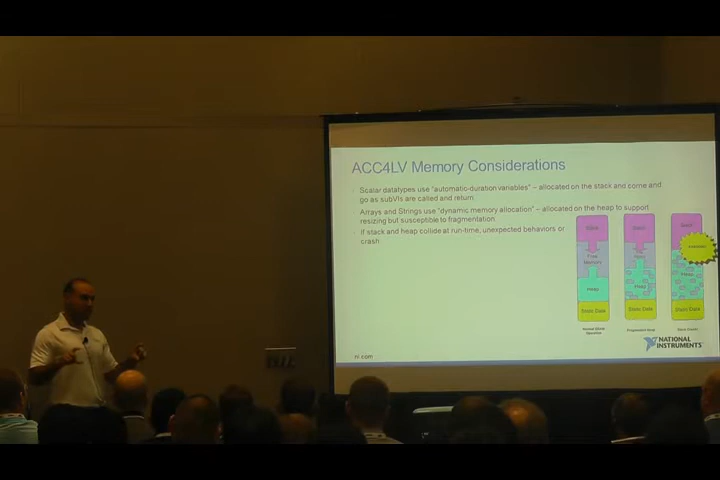 ACC4LV Memory Considerations
Scalar datatypes use "automatic-duration variables" – allocated on the stack and come and
go as subVIs are called and return
Arrays and Strings use "dynamic memory allocation" – allocated on the heap to support
resizing but susceptible to fragmentation
If stack and heap collide at run-time, unexpected behaviors or
crash
Stack
Stack
Stack
Free
Memory
Heap
Heap
Heap
Static Data
Static Data
Static Data
ni.com
NATIONAL
INSTRUMENTS